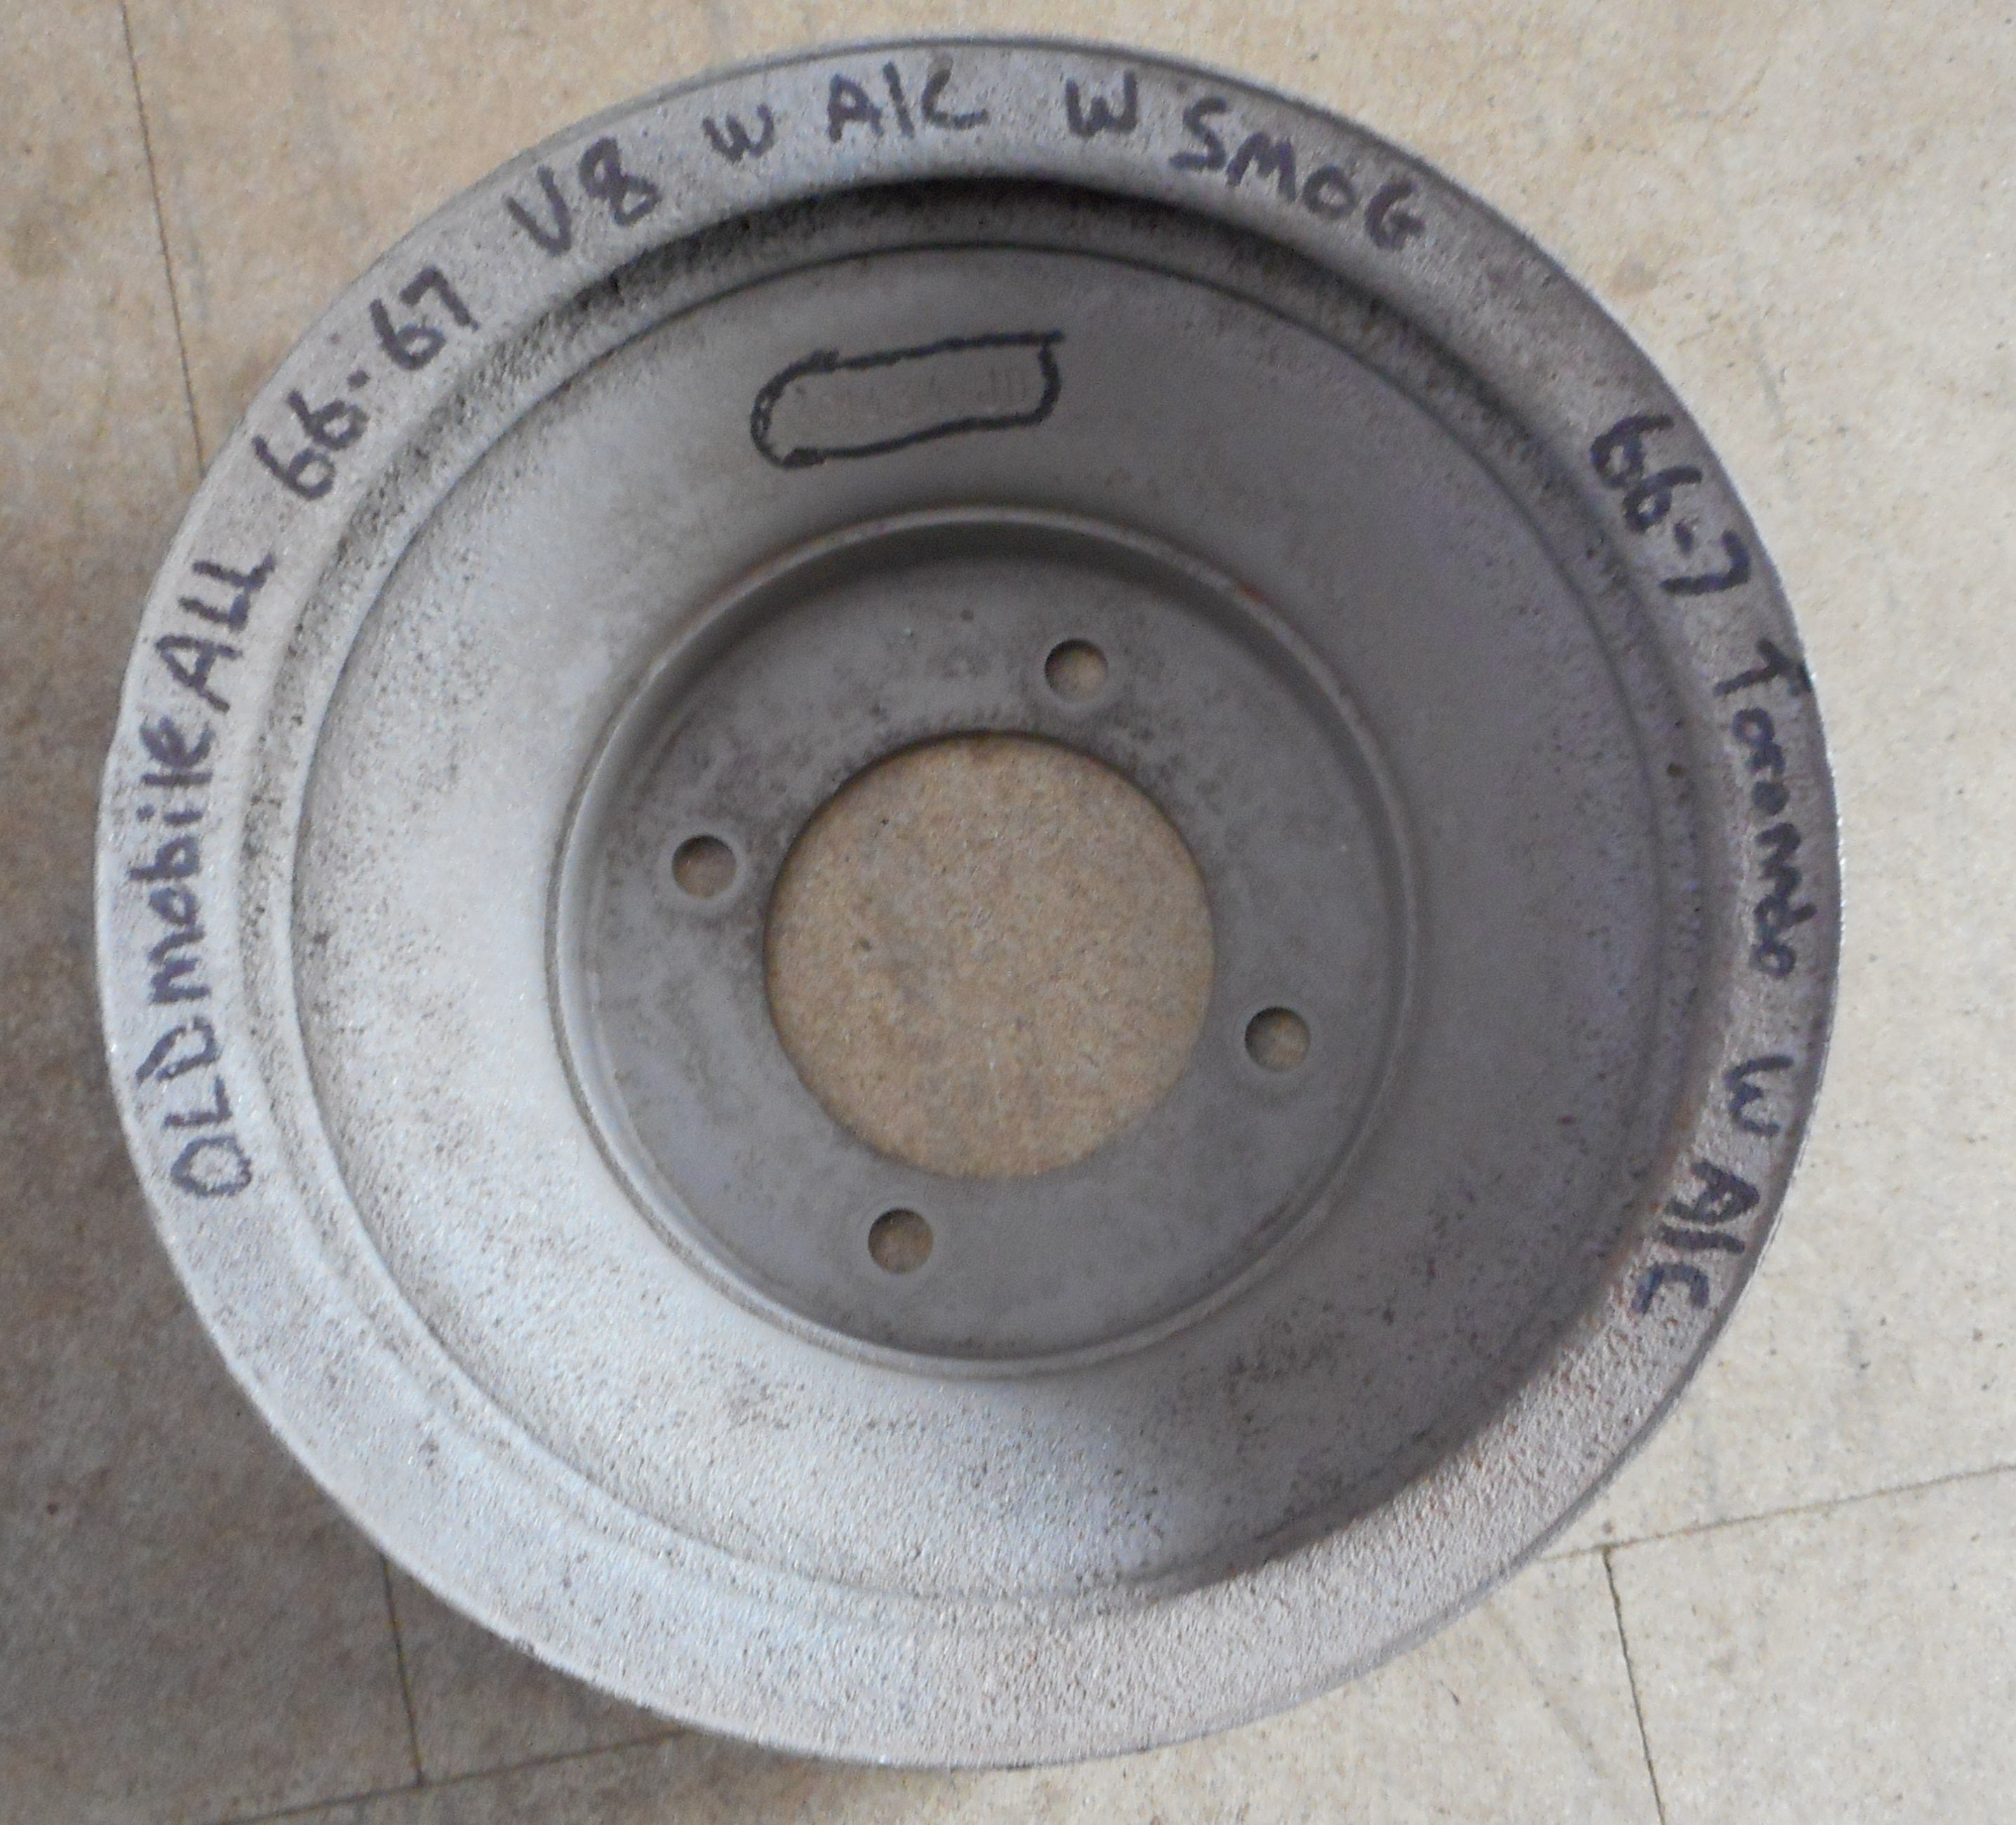 OLDmobile ALL 66-67 V8 W A/C W SMOG
66-7 Toronado W A/C